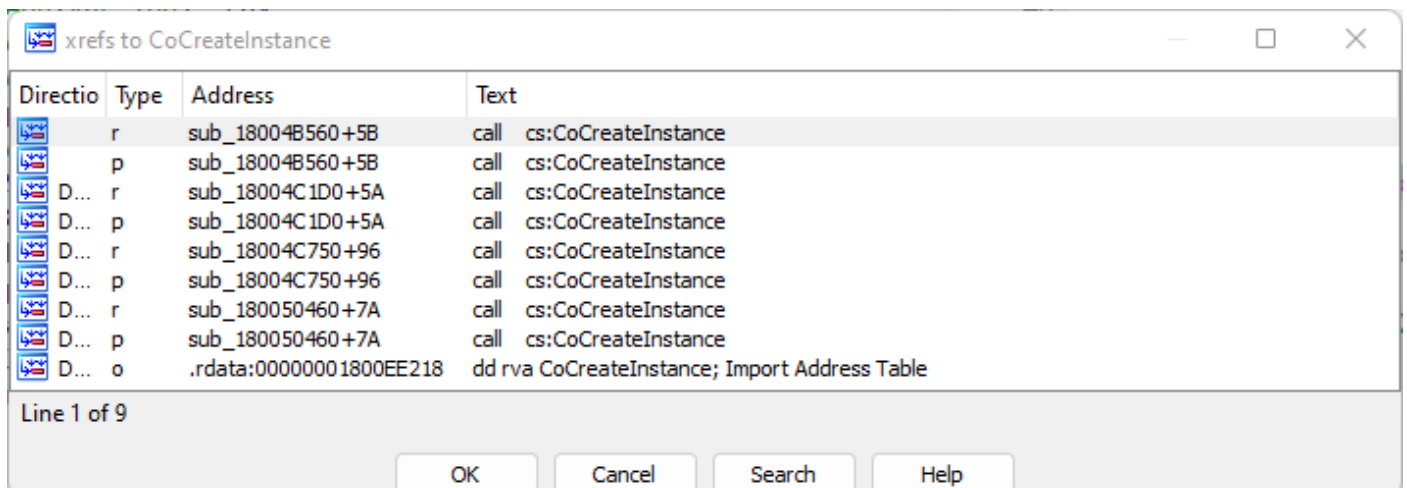 xrefs to CoCreateInstance
Directio Type Address Text
r sub_18004B560+5B call cs:CoCreateInstance
p sub_18004B560+5B call cs:CoCreateInstance
D... r sub_18004C1D0+5A call cs:CoCreateInstance
D... p sub_18004C1D0+5A call cs:CoCreateInstance
D... r sub_18004C750+96 call cs:CoCreateInstance
D... p sub_18004C750+96 call cs:CoCreateInstance
D... r sub_180050460+7A call cs:CoCreateInstance
D... p sub_180050460+7A call cs:CoCreateInstance
D... o .rdata:00000001800EE218 dd rva CoCreateInstance; Import Address Table
Line 1 of 9
OK Cancel Search Help